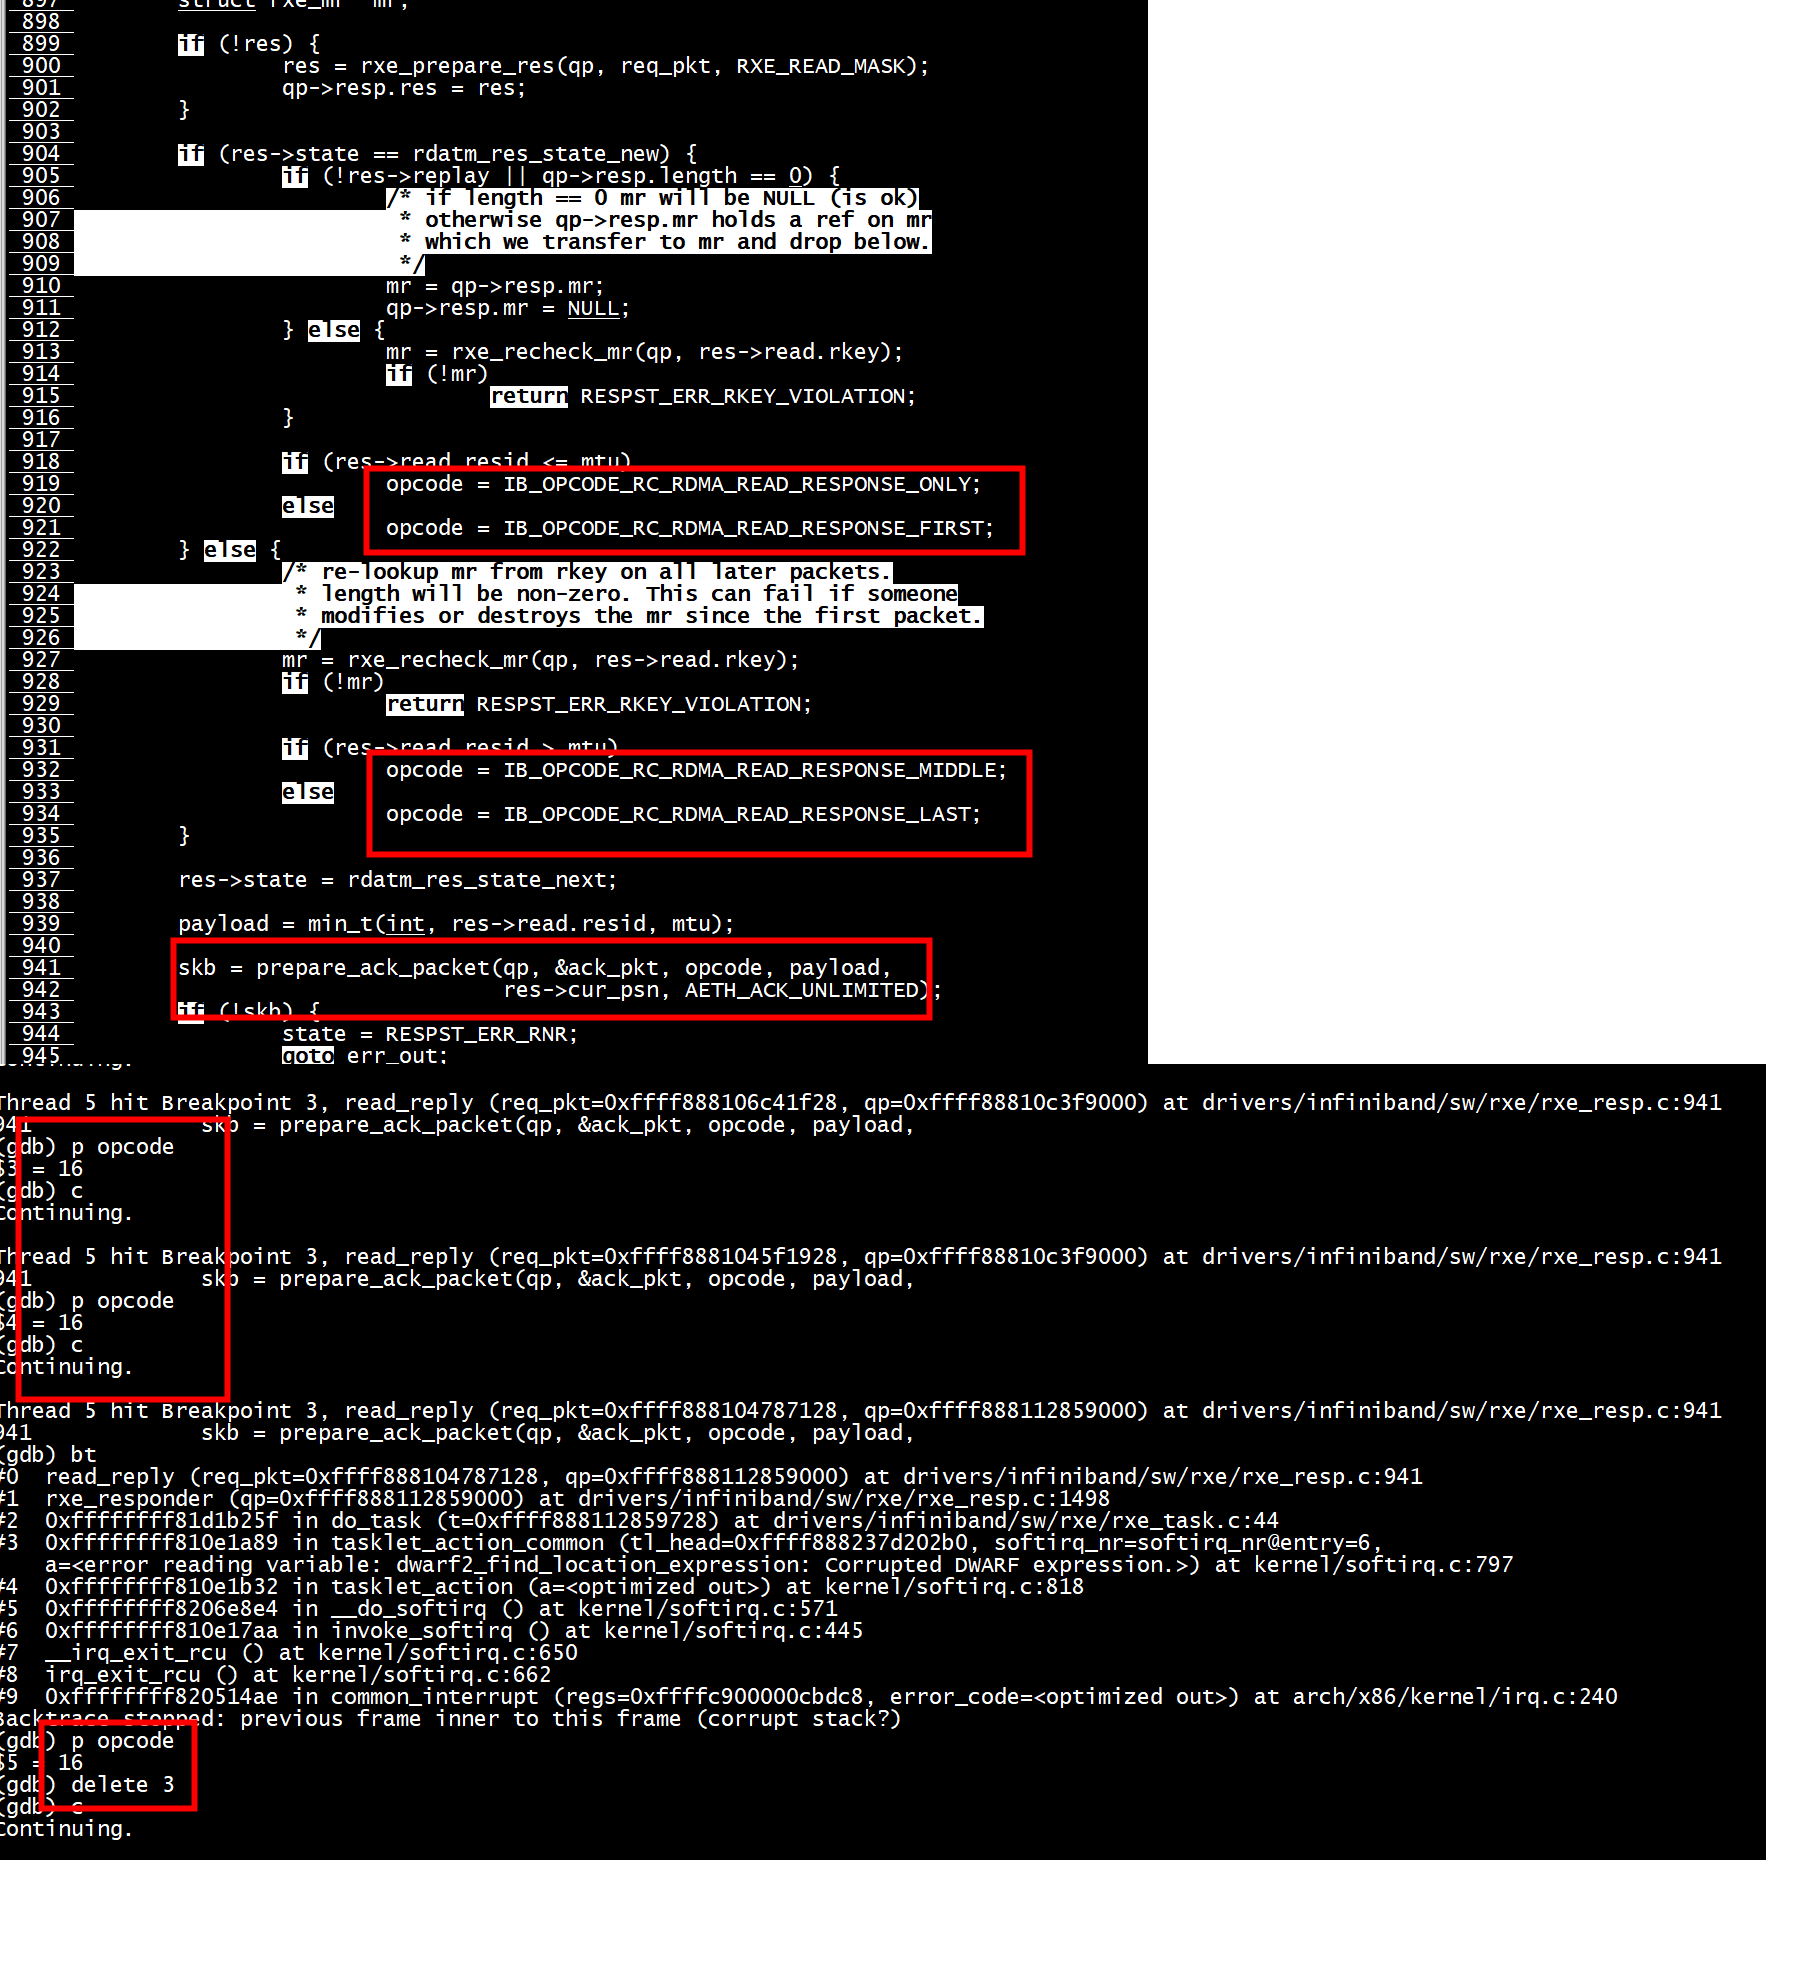 897 struct rxe_mr *mr;
898
899 if (!res) {
900 res = rxe_prepare_res(qp, req_pkt, RXE_READ_MASK);
901 qp->resp.res = res;
902 }
903
904 if (res->state == rdatm_res_state_new) {
905 if (!res->replay || qp->resp.length == 0) {
906 /* if length == 0 mr will be NULL (is ok)
907 * otherwise qp->resp.mr holds a ref on mr
908 * which we transfer to mr and drop below.
909 */
910 mr = qp->resp.mr;
911 qp->resp.mr = NULL;
912 } else {
913 mr = rxe_recheck_mr(qp, res->read.rkey);
914 if (!mr)
915 return RESPST_ERR_RKEY_VIOLATION;
916 }
917
918 if (res->read.resid <= mtu)
919 opcode = IB_OPCODE_RC_RDMA_READ_RESPONSE_ONLY;
920 else
921 opcode = IB_OPCODE_RC_RDMA_READ_RESPONSE_FIRST;
922 } else {
923 /* re-lookup mr from rkey on all later packets.
924 * length will be non-zero. This can fail if someone
925 * modifies or destroys the mr since the first packet.
926 */
927 mr = rxe_recheck_mr(qp, res->read.rkey);
928 if (!mr)
929 return RESPST_ERR_RKEY_VIOLATION;
930
931 if (res->read.resid > mtu)
932 opcode = IB_OPCODE_RC_RDMA_READ_RESPONSE_MIDDLE;
933 else
934 opcode = IB_OPCODE_RC_RDMA_READ_RESPONSE_LAST;
935 }
936
937 res->state = rdatm_res_state_next;
938
939 payload = min_t(int, res->read.resid, mtu);
940
941 skb = prepare_ack_packet(qp, &ack_pkt, opcode, payload,
942 res->cur_psn, AETH_ACK_UNLIMITED);
943 if (!skb) {
944 state = RESPST_ERR_RNR;
945 goto err_out;
Continuing.
Thread 5 hit Breakpoint 3, read_reply (req_pkt=0xffff888106c41f28, qp=0xffff88810c3f9000) at drivers/infiniband/sw/rxe/rxe_resp.c:941
941 skb = prepare_ack_packet(qp, &ack_pkt, opcode, payload,
(gdb) p opcode
$3 = 16
(gdb) c
Continuing.
Thread 5 hit Breakpoint 3, read_reply (req_pkt=0xffff8881045f1928, qp=0xffff88810c3f9000) at drivers/infiniband/sw/rxe/rxe_resp.c:941
941 skb = prepare_ack_packet(qp, &ack_pkt, opcode, payload,
(gdb) p opcode
$4 = 16
(gdb) c
Continuing.
Thread 5 hit Breakpoint 3, read_reply (req_pkt=0xffff888104787128, qp=0xffff888112859000) at drivers/infiniband/sw/rxe/rxe_resp.c:941
941 skb = prepare_ack_packet(qp, &ack_pkt, opcode, payload,
(gdb) bt
#0 read_reply (req_pkt=0xffff888104787128, qp=0xffff888112859000) at drivers/infiniband/sw/rxe/rxe_resp.c:941
#1 rxe_responder (qp=0xffff888112859000) at drivers/infiniband/sw/rxe/rxe_resp.c:1498
#2 0xffffffff81d1b25f in do_task (t=0xffff888112859728) at drivers/infiniband/sw/rxe/rxe_task.c:44
#3 0xffffffff810e1a89 in tasklet_action_common (tl_head=0xffff888237d202b0, softirq_nr=softirq_nr@entry=6,
a=<error reading variable: dwarf2_find_location_expression: Corrupted DWARF expression.>) at kernel/softirq.c:797
#4 0xffffffff810e1b32 in tasklet_action (a=<optimized out>) at kernel/softirq.c:818
#5 0xffffffff8206e8e4 in __do_softirq () at kernel/softirq.c:571
#6 0xffffffff810e17aa in invoke_softirq () at kernel/softirq.c:445
#7 __irq_exit_rcu () at kernel/softirq.c:650
#8 irq_exit_rcu () at kernel/softirq.c:662
#9 0xffffffff820514ae in common_interrupt (regs=0xffffc900000cbdc8, error_code=<optimized out>) at arch/x86/kernel/irq.c:240
Backtrace stopped: previous frame inner to this frame (corrupt stack?)
(gdb) p opcode
$5 = 16
(gdb) delete 3
(gdb) c
Continuing.